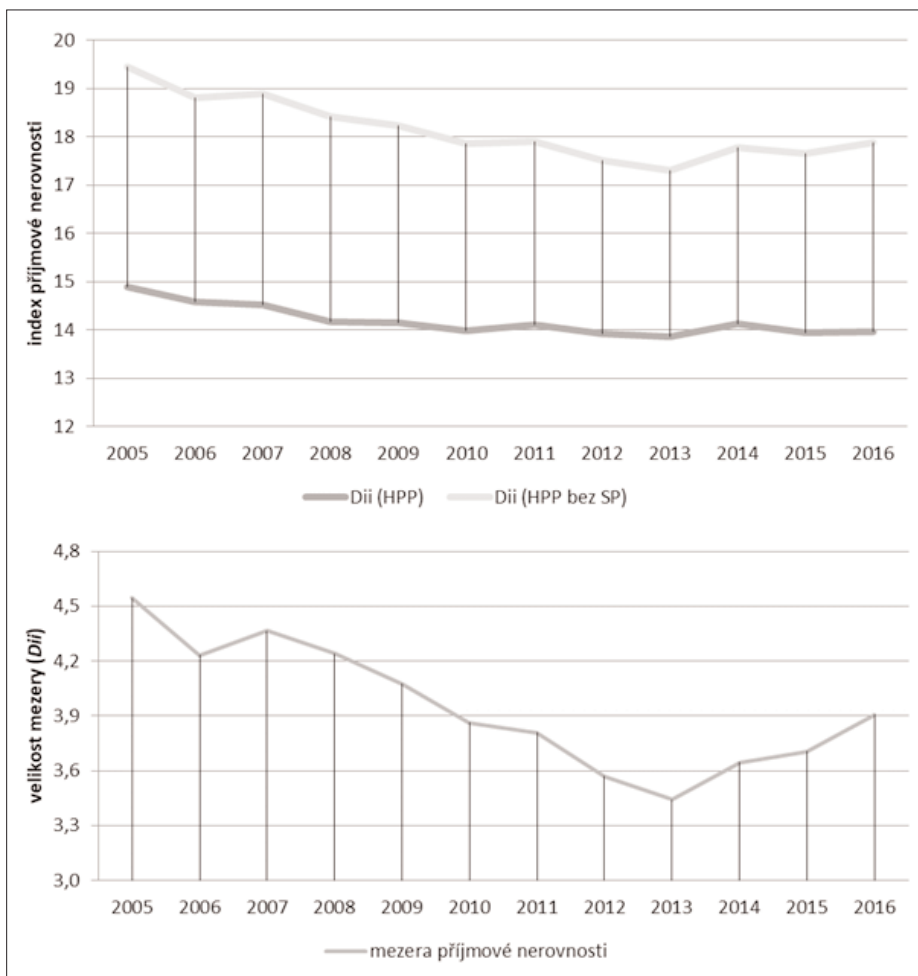 index příjmové nerovnosti
20
19
18
17
16
15
14
13
12
2005 2006 2007 2008 2009 2010 2011 2012 2013 2014 2015 2016
Dii (HPP) Dii (HPP bez SP)
velikost mezery (Dii)
4,8
4,5
4,2
3,9
3,6
3,3
3,0
2005 2006 2007 2008 2009 2010 2011 2012 2013 2014 2015 2016
mezera příjmové nerovnosti